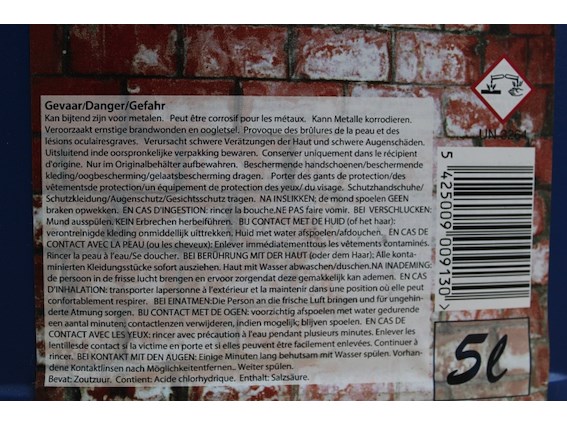 Gevaar/Danger/Gefahr
Kan bijtend zijn voor metalen. Peut être corrosif pour les métaux. Kann Metalle korrodieren.
Veroorzaakt ernstige brandwonden en oogletsel. Provoque des brûlures de la peau et des
lésions oculairesgraves. Verursacht schwere Verätzungen der Haut und schwere Augenschäden.
Uitsluitend inde oorspronkelijke verpakking bewaren. Conserver uniquement dans le récipient
d'origine. Nur im Originalbehälter aufbewahren. Beschermende handschoenen/beschermende
kleding/oogbescherming/gelaatsbescherming dragen. Porter des gants de protection/des
vêtementsde protection/un équipement de protection des yeux/ du visage. Schutzhandschuhe/
Schutzkleidung/Augenschutz/Gesichtsschutz tragen. NA INSLIKKEN: de mond spoelen GEEN
braken opwekken. EN CAS D'INGESTION: rincer la bouche.NE PAS faire vomir. BEI VERSCHLUCKEN:
Mund ausspülen. KEIN Erbrechen herbeiführen. BIJ CONTACT MET DE HUID (of het haar):
verontreinigde kleding onmiddellijk uittrekken. Huid met water afspoelen/afdouchen. EN CAS DE
CONTACT AVEC LA PEAU (ou les cheveux): Enlever immédiatementtous les vêtements contaminés.
Rincer la peau à l'eau/Se doucher. BEI BERÜHRUNG MIT DER HAUT (oder dem Haar); Alle konta-
minierten Kleidungsstücke sofort ausziehen. Haut mit Wasser abwaschen/duschen.NA INADEMING:
de persoon in de frisse lucht brengen en ervoor zorgendat deze gemakkelijk kan ademen. EN CAS
D'INHALATION: transporter lapersonne à l'extérieur et la maintenir dans une position où elle peut
confortablement respirer. BEI EINATMEN:Die Person an die frische Luft bringen und für ungehin-
derte Atmung sorgen. BIJ CONTACT MET DE OGEN: voorzichtig afspoelen met water gedurende
een aantal minuten; contactlenzen verwijderen, indien mogelijk; blijven spoelen. EN CAS DE
CONTACT AVEC LES YEUX: rincer avec précaution à l'eau pendant plusieurs minutes. Enlever les
lentillesde contact si la victime en porte et si elles peuvent être facilement enlevées. Continuer à
rincer. BEI KONTAKT MIT DEN AUGEN: Einige Minuten lang behutsam mit Wasser spülen. Vorhan-
dene Kontaktlinsen nach Möglichkeitentfernen.. Weiter spülen.
Bevat: Zoutzuur. Contient: Acide chlorhydrique. Enthält: Salzsäure.
5 425009 009130 >
5l